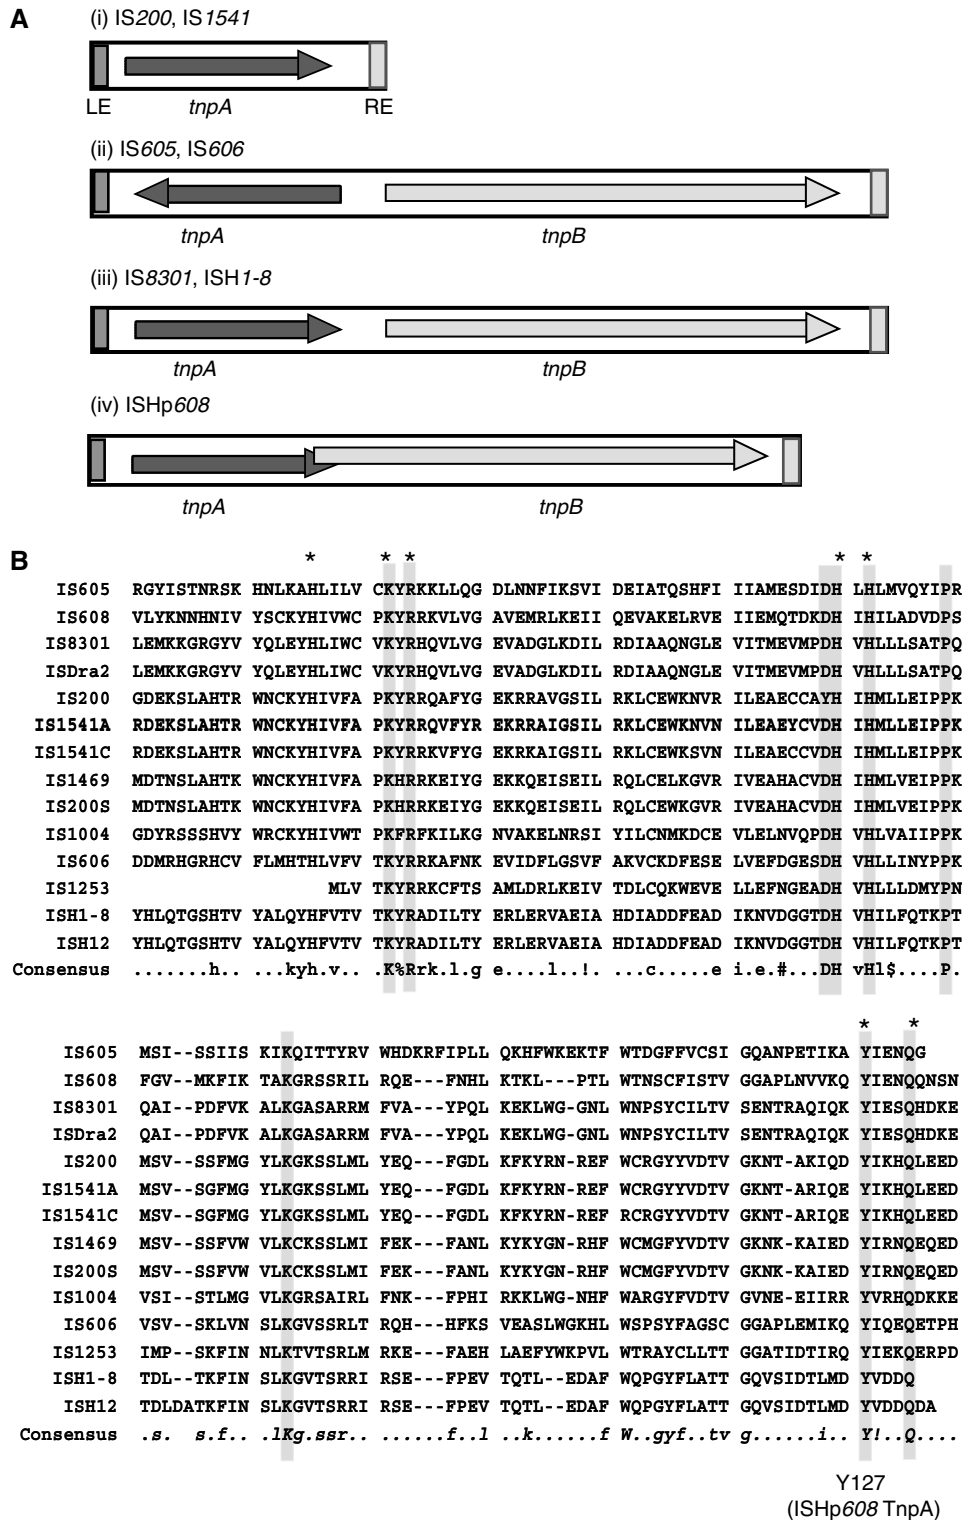 A
(i) IS200, IS1541
LE tnpA RE
(ii) IS605, IS606
tnpA tnpB
(iii) IS8301, ISH1-8
tnpA tnpB
(iv) ISHp608
tnpA tnpB
B
* * * * *
IS605 RGYISTNRSK HNLKAHLILV CKYRKKLLQG DLNNFIKSVI DEIATQSHFI IIAMESDIDH LHLMVQYIPR
IS608 VLYKNNHNIV YSCKYHIVWC PKYRRKVLVG AVEMRLKEII QEVAKELRVE IIEMQTDKDH IHILADVDPS
IS8301 LEMKKGRGYV YQLEYHLIWC VKYRHQVLVG EVADGLKDIL RDIAAQNGLE VITMEVMPDH VHLLLSATPQ
ISDra2 LEMKKGRGYV YQLEYHLIWC VKYRHQVLVG EVADGLKDIL RDIAAQNGLE VITMEVMPDH VHLLLSATPQ
IS200 GDEKSLAHTR WNCKYHIVFA PKYRRQAFYG EKRRAVGSIL RKLCEWKNVR ILEAECCAYH IHMLLEIPPK
IS1541A RDEKSLAHTR WNCKYHIVFA PKYRRQVFYR EKRRAIGSIL RKLCEWKNVN ILEAEYCVDH IHMLLEIPPK
IS1541C RDEKSLAHTR WNCKYHIVFA PKYRRKVFYG EKRKAIGSIL RKLCEWKSVN ILEAECCVDH IHMLLEIPPK
IS1469 MDTNSLAHTK WNCKYHIVFA PKHRRKEIYG EKKQEISEIL RQLCELKGVR IVEAHACVDH IHMLVEIPPK
IS200S MDTNSLAHTK WNCKYHIVFA PKHRRKEIYG EKKQEISEIL RQLCEWKGVR IVEAHACVDH IHMLVEIPPK
IS1004 GDYRSSSHVY WRCKYHIVWT PKFRFKILKG NVAKELNRSI YILCNMKDCE VLELNVQPDH VHLVAIIPPK
IS606 DDMRHGRHCV FLMHTHLVFV TKYRRKAFNK EVIDFLGSVF AKVCKDFESE LVEFDGESDH VHLLINYPPK
IS1253 MLV TKYRRKCFTS AMLDRLKEIV TDLCQKWEVE LLEFNGEADH VHLLLDMYPN
ISH1-8 YHLQTGSHTV YALQYHFVTV TKYRADILTY ERLERVAEIA HDIADDFEAD IKNVDGGTDH VHILFQTKPT
ISH12 YHLQTGSHTV YALQYHFVTV TKYRADILTY ERLERVAEIA HDIADDFEAD IKNVDGGTDH VHILFQTKPT
Consensus .......h.. ....kyh.v.. .K%Rrk.l.g e....l..!. ...c.....e i.e.#...DH vHl$....P.
* *
IS605 MSI--SSIIS KIKQITTYRV WHDKRFIPLL QKHFWKEKTF WTDGFFVCSI GQANPETIKA YIENQG
IS608 FGV--MKFIK TAKGRSSRIL RQE---FNHL KTKL---PTL WTNSCFISTV GGAPLNVVKQ YIENQQNSN
IS8301 QAI--PDFVK ALKGASARRM FVA---YPQL KEKLWG-GNL WNPSYCILTV SENTRAQIQK YIESQHDKE
ISDra2 QAI--PDFVK ALKGASARRM FVA---YPQL KEKLWG-GNL WNPSYCILTV SENTRAQIQK YIESQHDKE
IS200 MSV--SSFMG YLKGKSSLML YEQ---FGDL KFKYRN-REF WCRGYYVDTV GKNT-AKIQD YIKHQLEED
IS1541A MSV--SGFMG YLKGKSSLML YEQ---FGDL KFKYRN-REF WCRGYYVDTV GKNT-ARIQE YIKHQLEED
IS1541C MSV--SGFMG YLKGKSSLML YEQ---FGDL KFKYRN-REF RCRGYYVDTV GKNT-ARIQE YIKHQLEED
IS1469 MSV--SSFVW VLKCKSSLMI FEK---FANL KYKYGN-RHF WCMGFYVDTV GKNK-KAIED YIRNQEQED
IS200S MSV--SSFVW VLKCKSSLMI FEK---FANL KYKYGN-RHF WCMGFYVDTV GKNK-KAIED YIRNQEQED
IS1004 VSI--STLMG VLKGRSAIRL FNK---FPHI RKKLWG-NHF WARGYFVDTV GVNE-EIIRR YVRHQDKKE
IS606 VSV--SKLVN SLKGVSSRLT RQH---HFKS VEASLWGKHL WSPSYFAGSC GGAPLEMIKQ YIQEQETPH
IS1253 IMP--SKFINN NLKTVTSRLM RKE---FAEH LAEFYWKPVL WTRAYCLLTT GGATIDTIRQ YIEKQERPD
ISH1-8 TDL--TKFIN SLKGVTSRRI RSE---FPEV TQTL--EDAF WQPGYFLATT GQVSIDTLMD YVDDQ
ISH12 TDLDATKFIN SLKGVTSRRI RSE---FPEV TQTL--EDAF WQPGYFLATT GQVSIDTLMD YVDDQDA
Consensus .s. s.f.. .lKg.ssr.. ......f..l ..k......f W..gyf..tv g......i.. Y!..Q....
Y127
(ISHp608 TnpA)